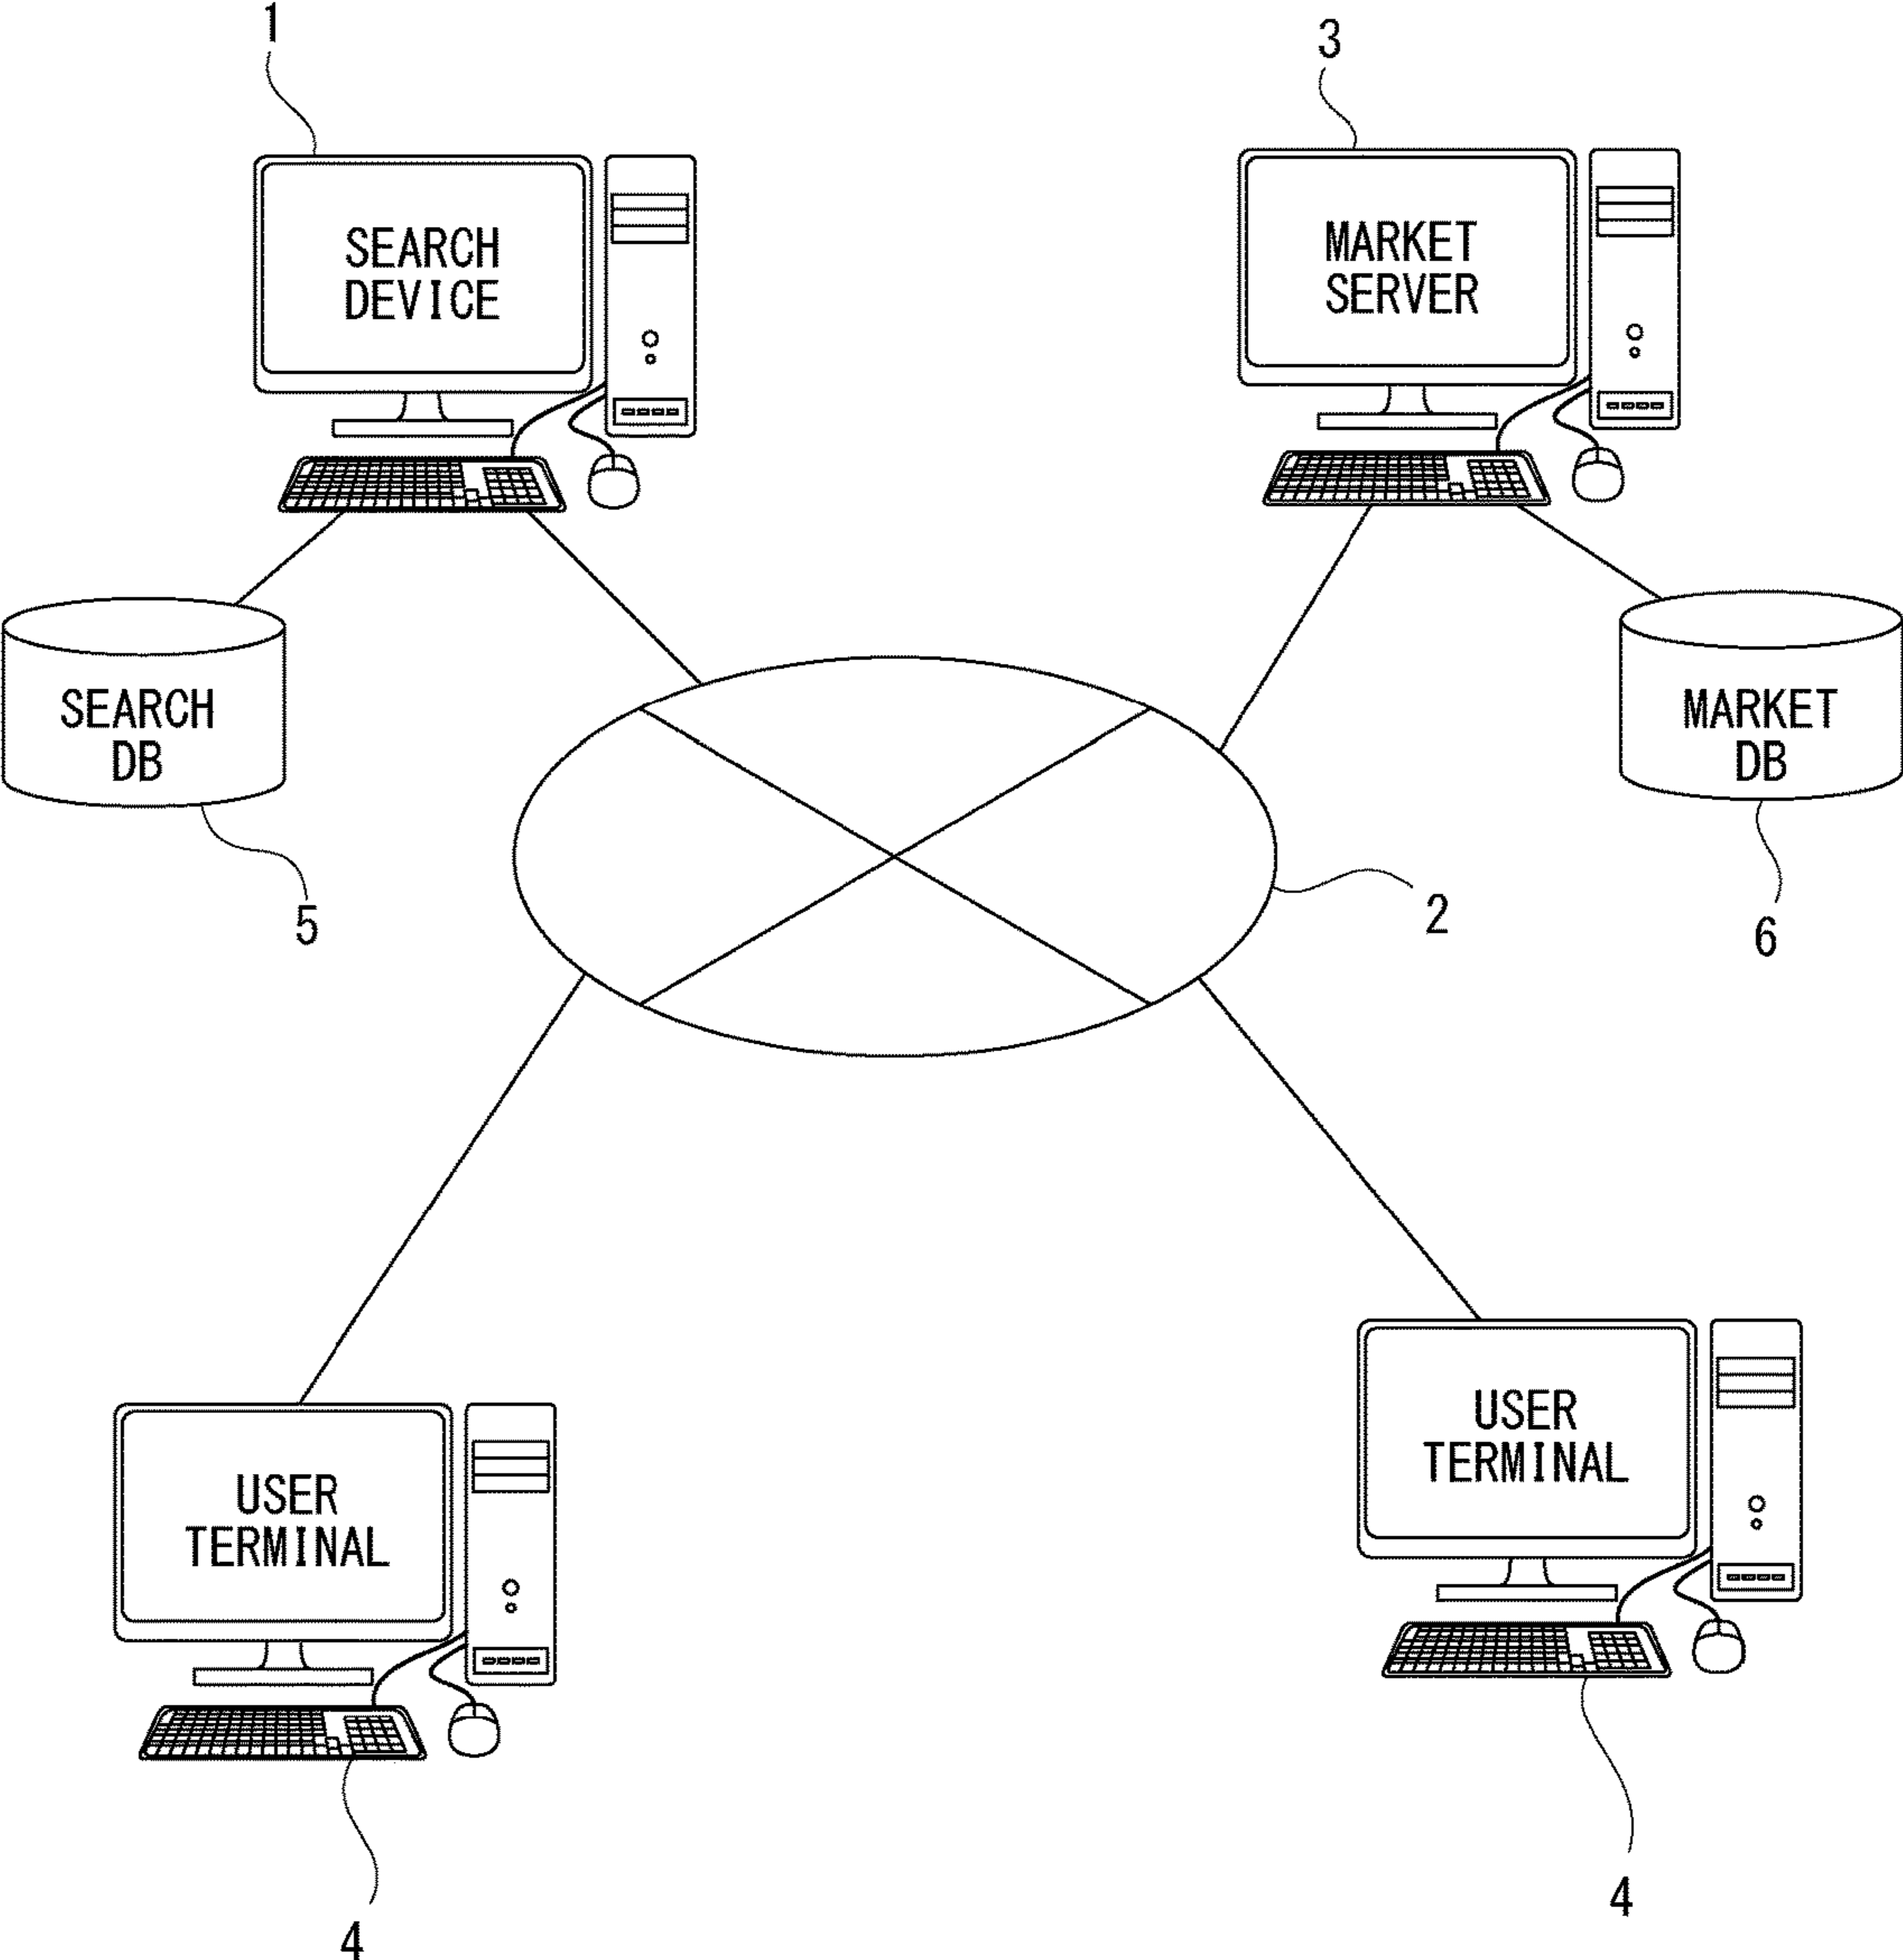 1
3
SEARCH
DEVICE
MARKET
SERVER
SEARCH
DB
MARKET
DB
5
2
6
USER
TERMINAL
USER
TERMINAL
4
4